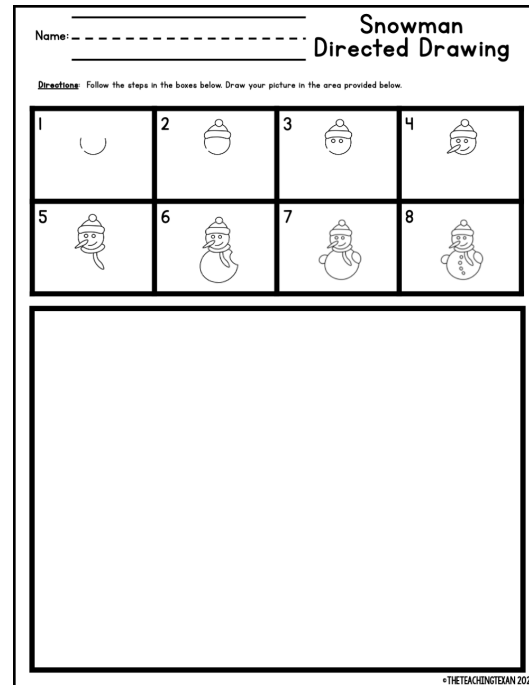 Name:
Snowman
Directed Drawing
Directions: Follow the steps in the boxes below. Draw your picture in the area provided below.
1 2 3 4
5 6 7 8
©THETEACHINGTEXAN 202